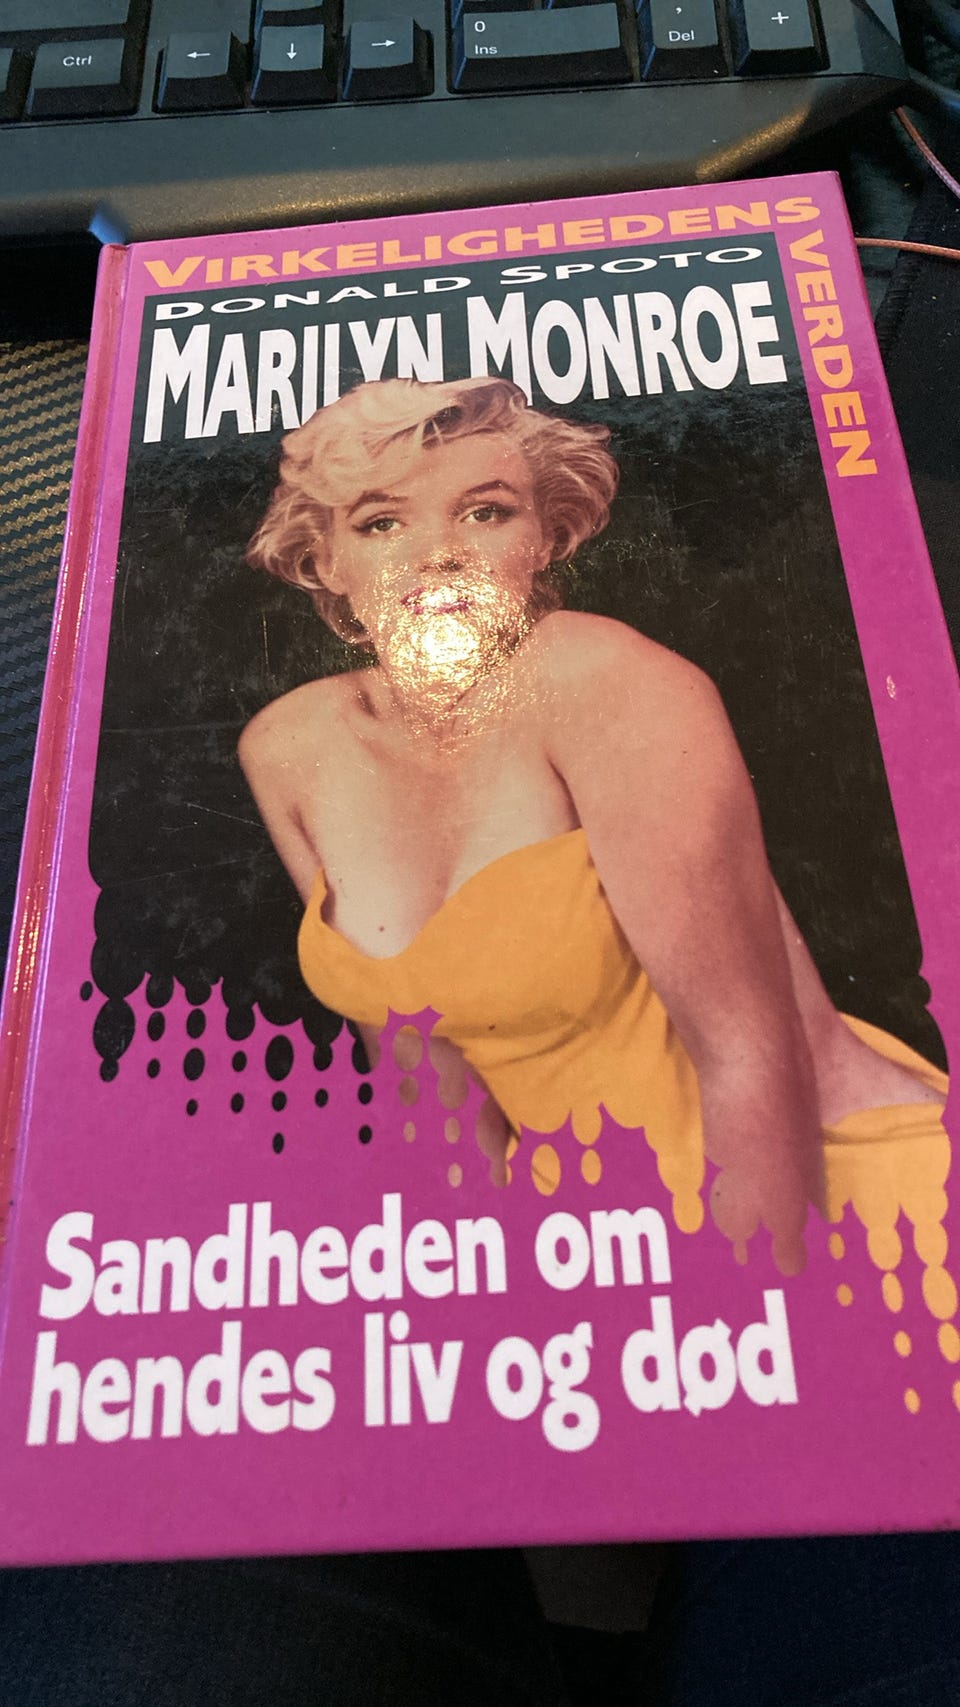 Ctrl
←
↓
→
0
Ins
,
Del
+
VIRKELIGHEDENS
VERDEN
DONALD SPOTO
MARILYN MONROE
Sandheden om
hendes liv og død